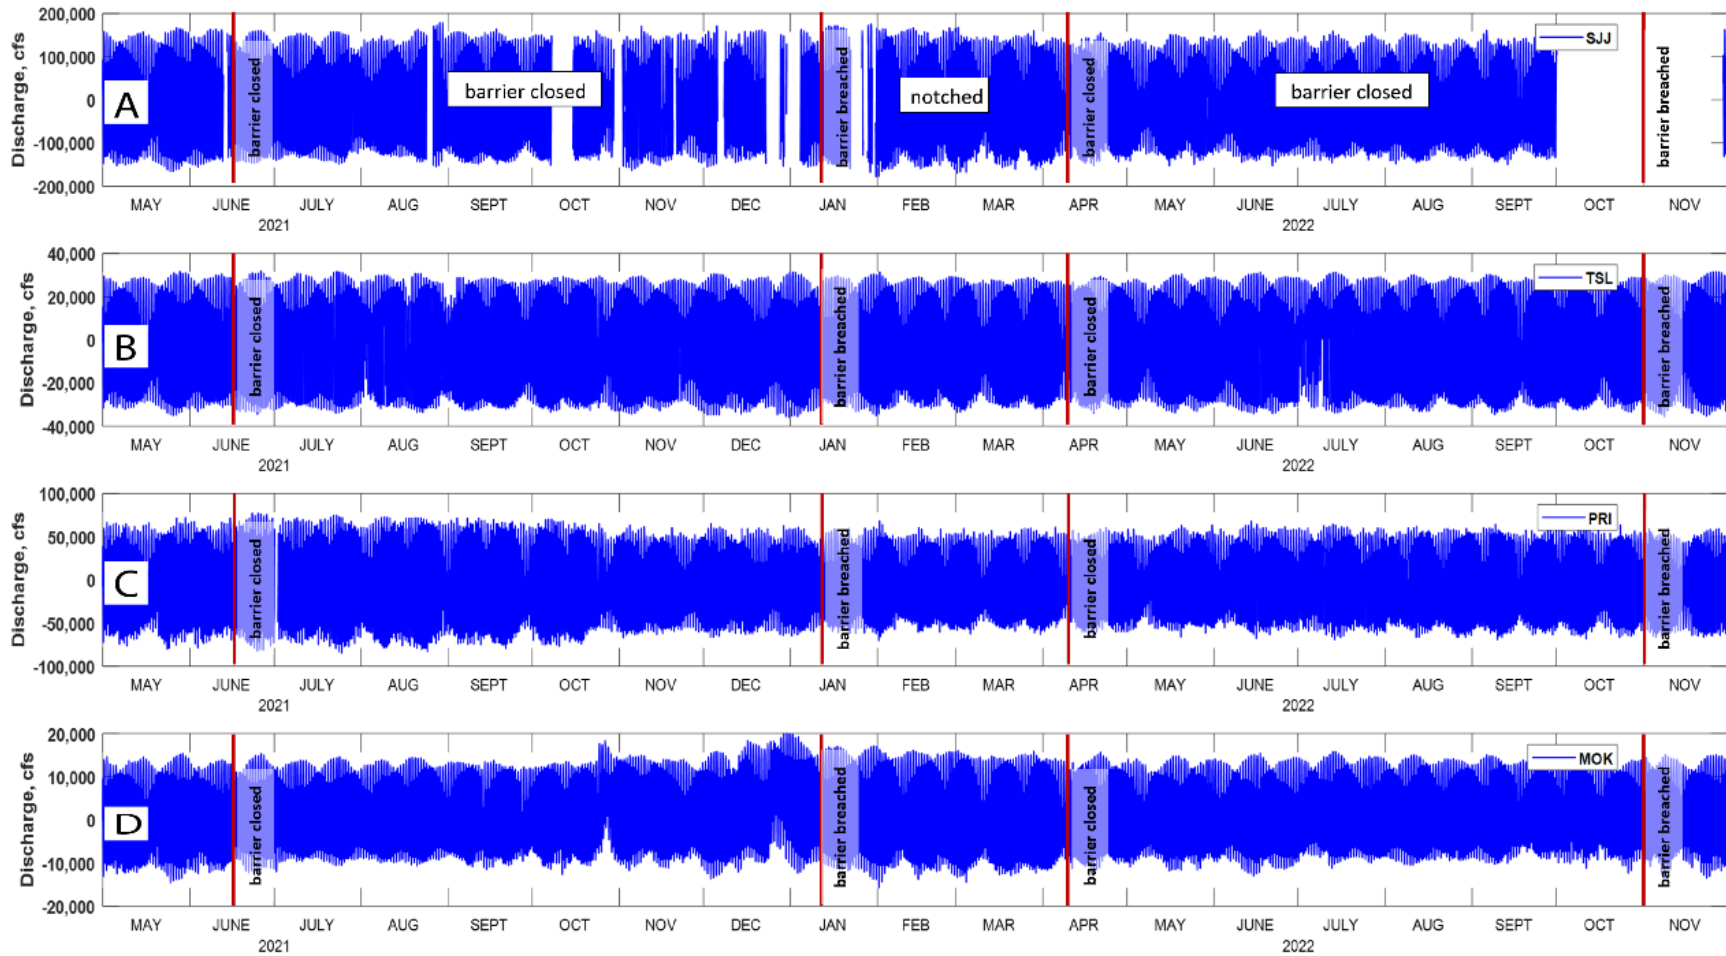 Discharge, cfs
200,000
100,000
0
-100,000
-200,000
A
barrier closed
barrier closed
barrier breached
notched
barrier closed
barrier closed
barrier breached
SJJ
MAY JUNE JULY AUG SEPT OCT NOV DEC JAN FEB MAR APR MAY JUNE JULY AUG SEPT OCT NOV
2021 2022
Discharge, cfs
40,000
20,000
0
-20,000
-40,000
B
barrier closed
barrier breached
barrier closed
barrier breached
TSL
MAY JUNE JULY AUG SEPT OCT NOV DEC JAN FEB MAR APR MAY JUNE JULY AUG SEPT OCT NOV
2021 2022
Discharge, cfs
100,000
50,000
0
-50,000
-100,000
C
barrier closed
barrier breached
barrier closed
barrier breached
PRI
MAY JUNE JULY AUG SEPT OCT NOV DEC JAN FEB MAR APR MAY JUNE JULY AUG SEPT OCT NOV
2021 2022
Discharge, cfs
20,000
10,000
0
-10,000
-20,000
D
barrier closed
barrier breached
barrier closed
barrier breached
MOK
MAY JUNE JULY AUG SEPT OCT NOV DEC JAN FEB MAR APR MAY JUNE JULY AUG SEPT OCT NOV
2021 2022